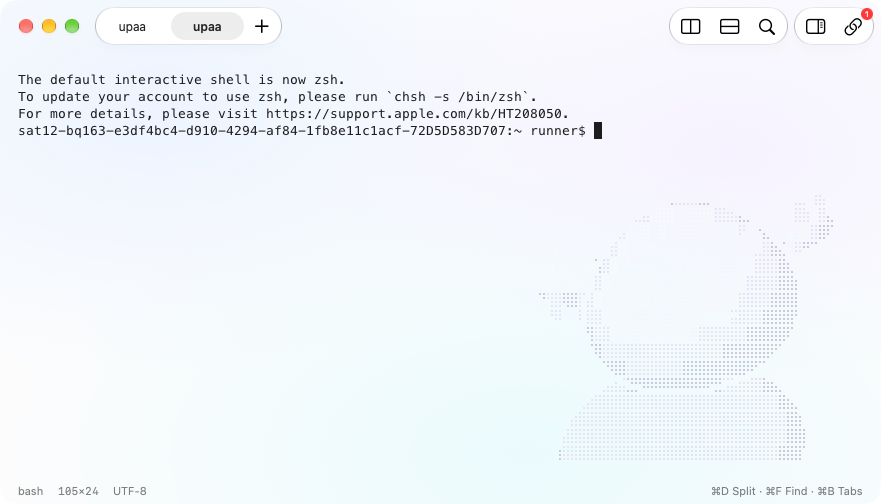 upaa
upaa
1
The default interactive shell is now zsh.
To update your account to use zsh, please run `chsh -s /bin/zsh`.
For more details, please visit https://support.apple.com/kb/HT208050.
sat12-bq163-e3df4bc4-d910-4294-af84-1fb8e11c1acf-72D5D583D707:~ runner$
bash 105×24 UTF-8 ⌘D Split · ⌘F Find · ⌘B Tabs